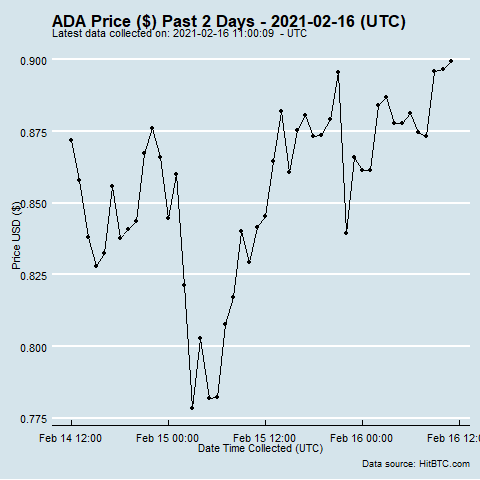 ADA Price ($) Past 2 Days - 2021-02-16 (UTC)
Latest data collected on: 2021-02-16 11:00:09 - UTC
0.900
0.875
0.850
0.825
0.800
0.775
Price USD ($)
Feb 14 12:00
Feb 15 00:00
Feb 15 12:00
Feb 16 00:00
Feb 16 12:
Date Time Collected (UTC)
Data source: HitBTC.com